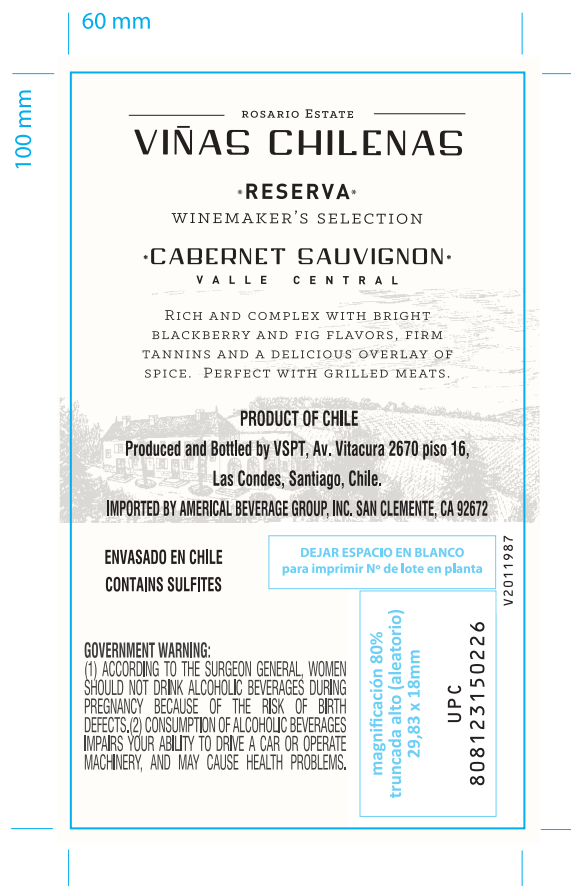 60 mm
100 mm
ROSARIO ESTATE
VIÑAS CHILENAS
*RESERVA*
WINEMAKER'S SELECTION
•CABERNET SAUVIGNON•
VALLE CENTRAL
RICH AND COMPLEX WITH BRIGHT
BLACKBERRY AND FIG FLAVORS, FIRM
TANNINS AND A DELICIOUS OVERLAY OF
SPICE. PERFECT WITH GRILLED MEATS.
PRODUCT OF CHILE
Produced and Bottled by VSPT, Av. Vitacura 2670 piso 16,
Las Condes, Santiago, Chile.
IMPORTED BY AMERICAL BEVERAGE GROUP, INC. SAN CLEMENTE, CA 92672
ENVASADO EN CHILE
CONTAINS SULFITES
DEJAR ESPACIO EN BLANCO
para imprimir Nº de lote en planta
V2011987
GOVERNMENT WARNING:
(1) ACCORDING TO THE SURGEON GENERAL, WOMEN
SHOULD NOT DRINK ALCOHOLIC BEVERAGES DURING
PREGNANCY BECAUSE OF THE RISK OF BIRTH
DEFECTS.(2) CONSUMPTION OF ALCOHOLIC BEVERAGES
IMPAIRS YOUR ABILITY TO DRIVE A CAR OR OPERATE
MACHINERY, AND MAY CAUSE HEALTH PROBLEMS.
magnificación 80%
truncada alto (aleatorio)
29,83 x 18mm
UPC
808123150226